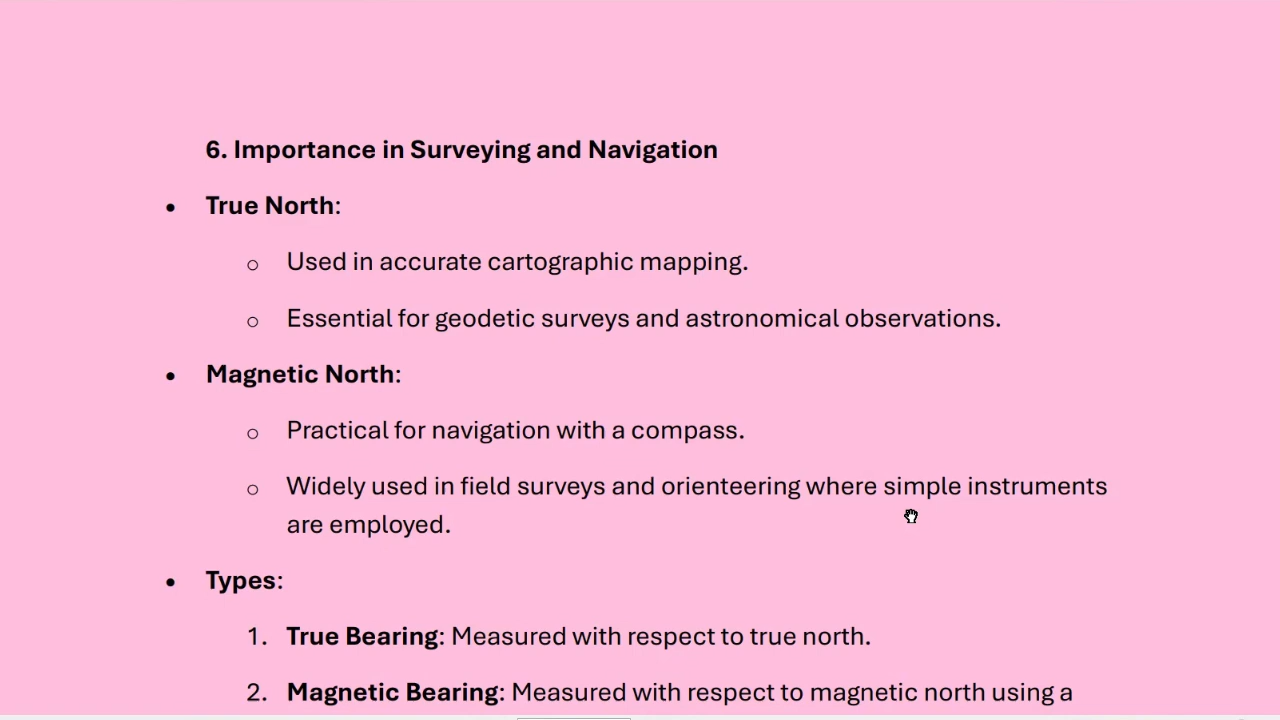 6. Importance in Surveying and Navigation
• True North:
o Used in accurate cartographic mapping.
o Essential for geodetic surveys and astronomical observations.
• Magnetic North:
o Practical for navigation with a compass.
o Widely used in field surveys and orienteering where simple instruments
are employed.
• Types:
1. True Bearing: Measured with respect to true north.
2. Magnetic Bearing: Measured with respect to magnetic north using a